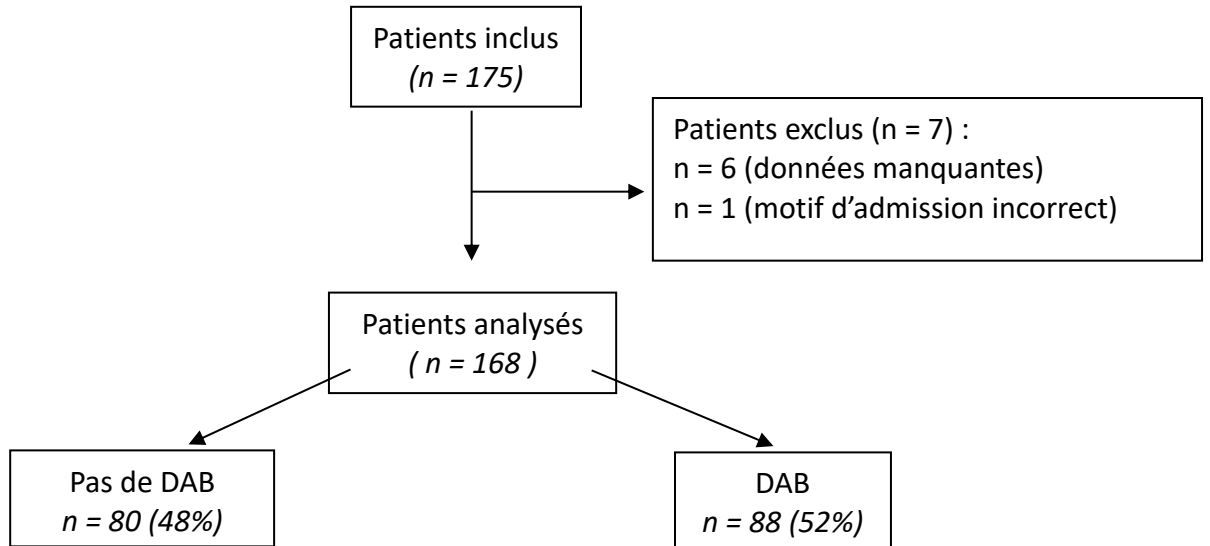 Patients inclus
(n = 175)
Patients exclus (n = 7) :
n = 6 (données manquantes)
n = 1 (motif d’admission incorrect)
Patients analysés
( n = 168 )
Pas de DAB
n = 80 (48%)
DAB
n = 88 (52%)